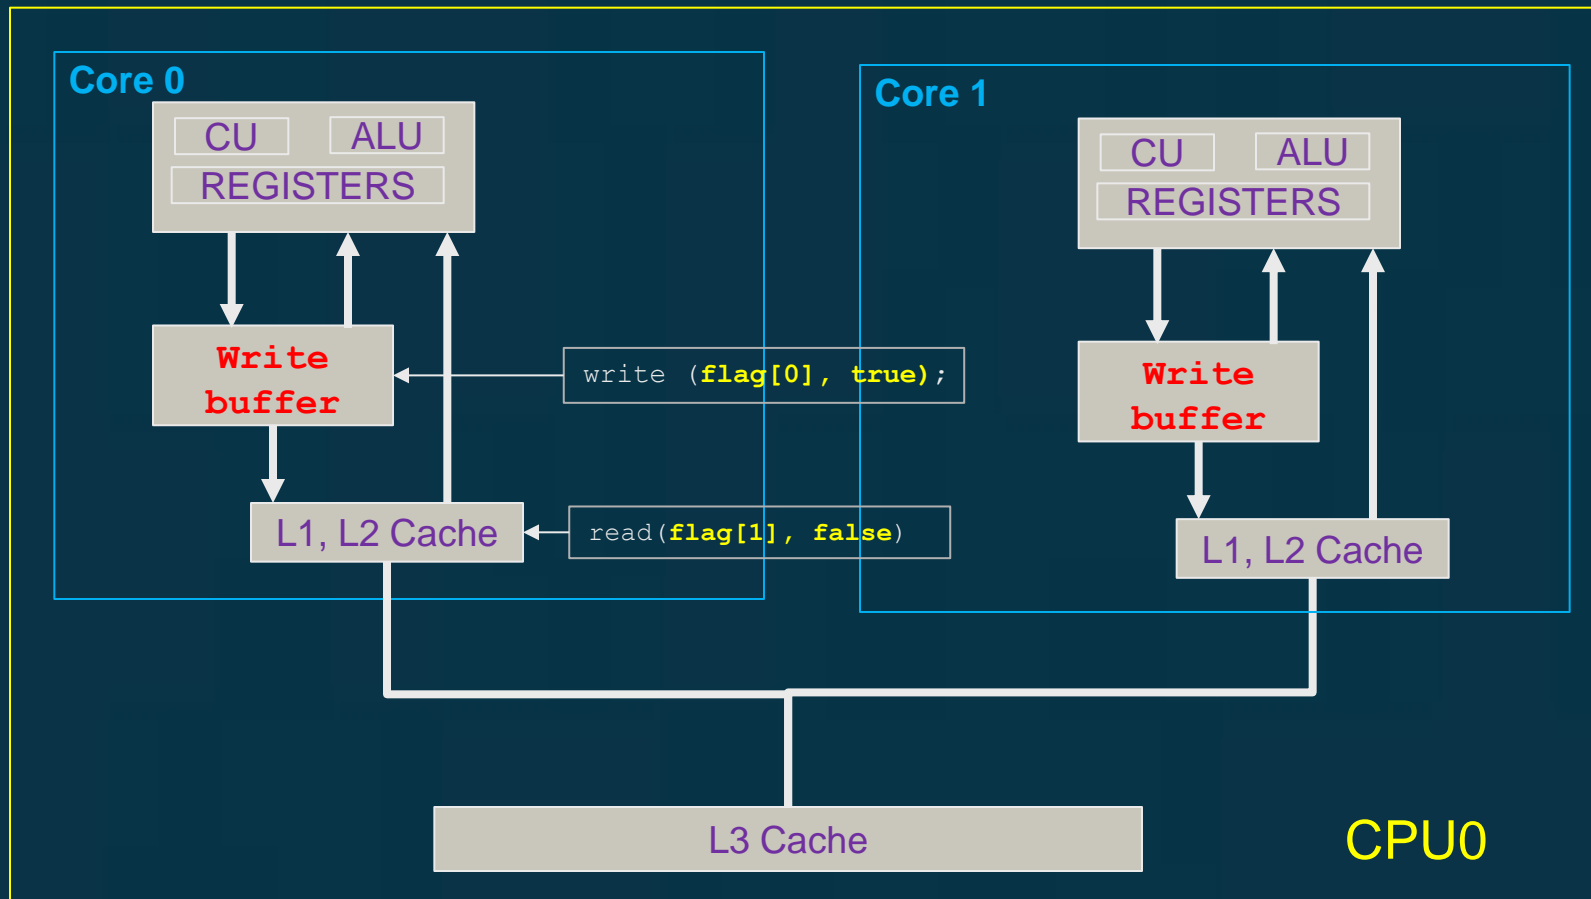 Core 0
CU ALU
REGISTERS
Write
buffer
L1, L2 Cache
write (flag[0], true);
read(flag[1], false)
Core 1
CU ALU
REGISTERS
Write
buffer
L1, L2 Cache
L3 Cache
CPU0